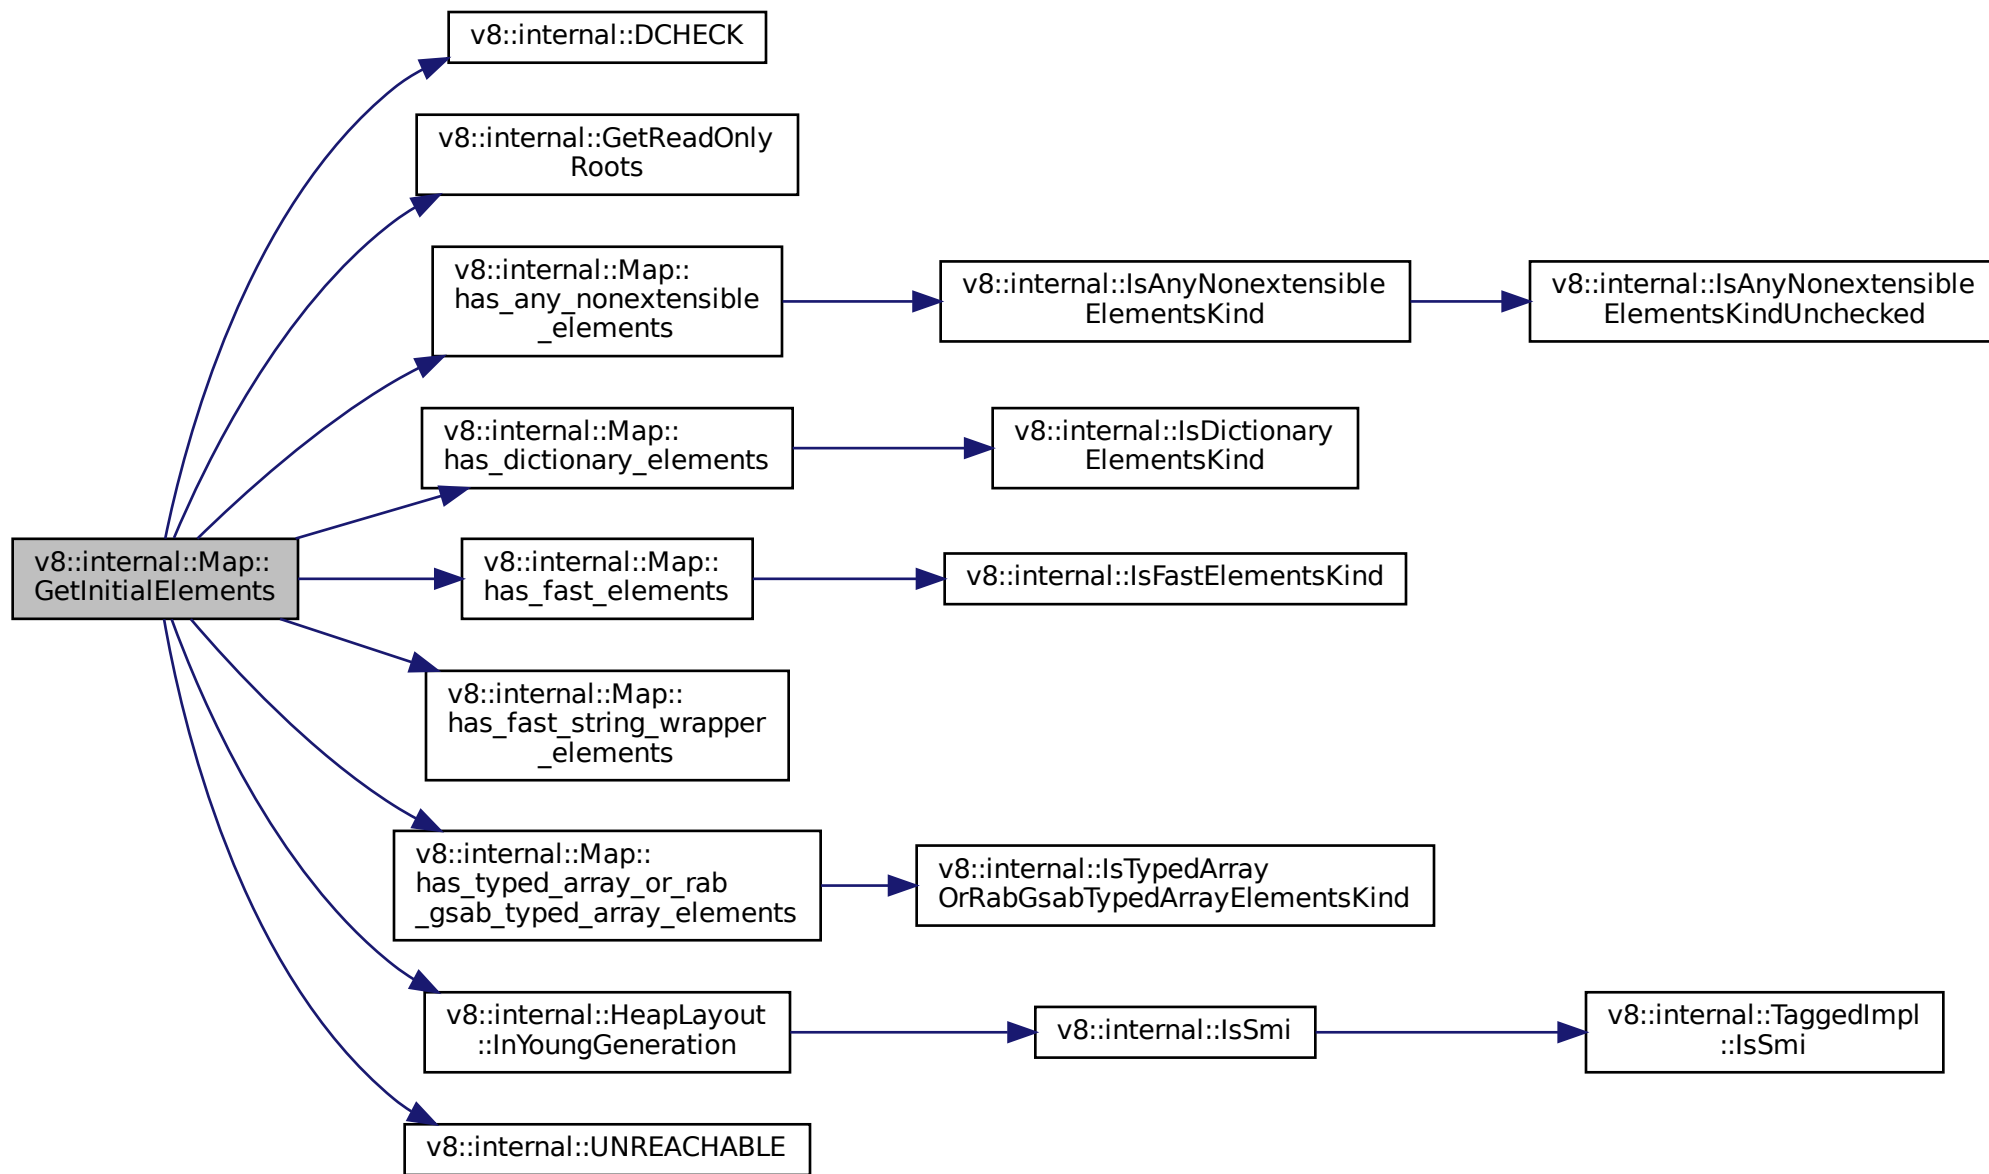 v8::internal::DCHECK
v8::internal::GetReadOnly
Roots
v8::internal::Map::
has_any_nonextensible
_elements
v8::internal::IsAnyNonextensible
ElementsKind
v8::internal::IsAnyNonextensible
ElementsKindUnchecked
v8::internal::Map::
has_dictionary_elements
v8::internal::IsDictionary
ElementsKind
v8::internal::Map::
GetInitialElements
v8::internal::Map::
has_fast_elements
v8::internal::IsFastElementsKind
v8::internal::Map::
has_fast_string_wrapper
_elements
v8::internal::Map::
has_typed_array_or_rab
_gsab_typed_array_elements
v8::internal::IsTypedArray
OrRabGsabTypedArrayElementsKind
v8::internal::HeapLayout
::InYoungGeneration
v8::internal::IsSmi
v8::internal::TaggedImpl
::IsSmi
v8::internal::UNREACHABLE